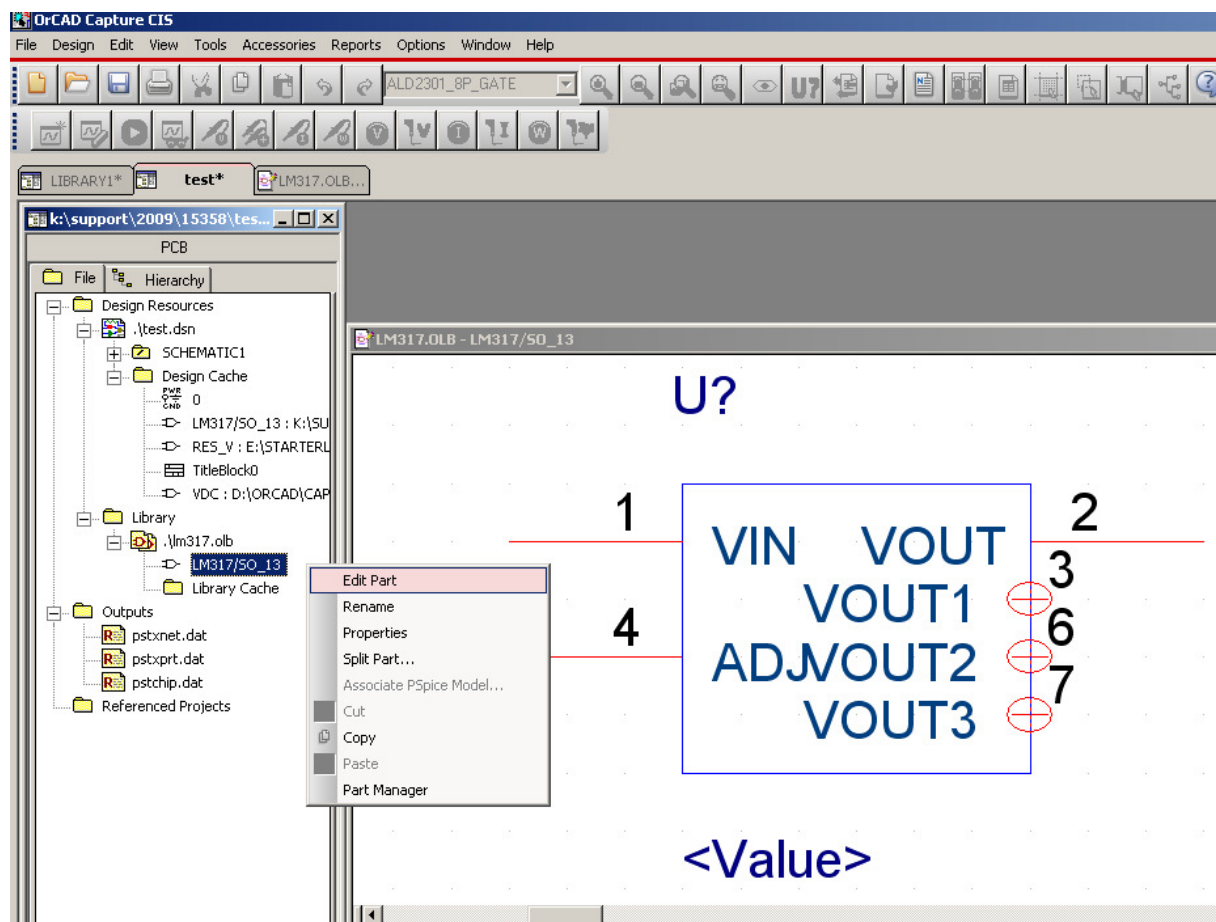 OrCAD Capture CIS
File Design Edit View Tools Accessories Reports Options Window Help
ALD2301_8P_GATE
U?
V V I I W
LIBRARY1* test* LM317.OLB...
k:\support\2009\15358\tes...
PCB
File Hierarchy
Design Resources
.\test.dsn
SCHEMATIC1
Design Cache
PWR GND 0
LM317/SO_13 : K:\SU
RES_V : E:\STARTERL
TitleBlock0
VDC : D:\ORCAD\CAP
Library
.\lm317.olb
LM317/SO_13
Library Cache
Outputs
pstxnet.dat
pstxprt.dat
pstchip.dat
Referenced Projects
Edit Part
Rename
Properties
Split Part...
Associate PSpice Model...
Cut
Copy
Paste
Part Manager
LM317.OLB - LM317/SO_13
U?
1 VIN VOUT 2
VOUT1 3
4 ADJ VOUT2 6
VOUT3 7
<Value>